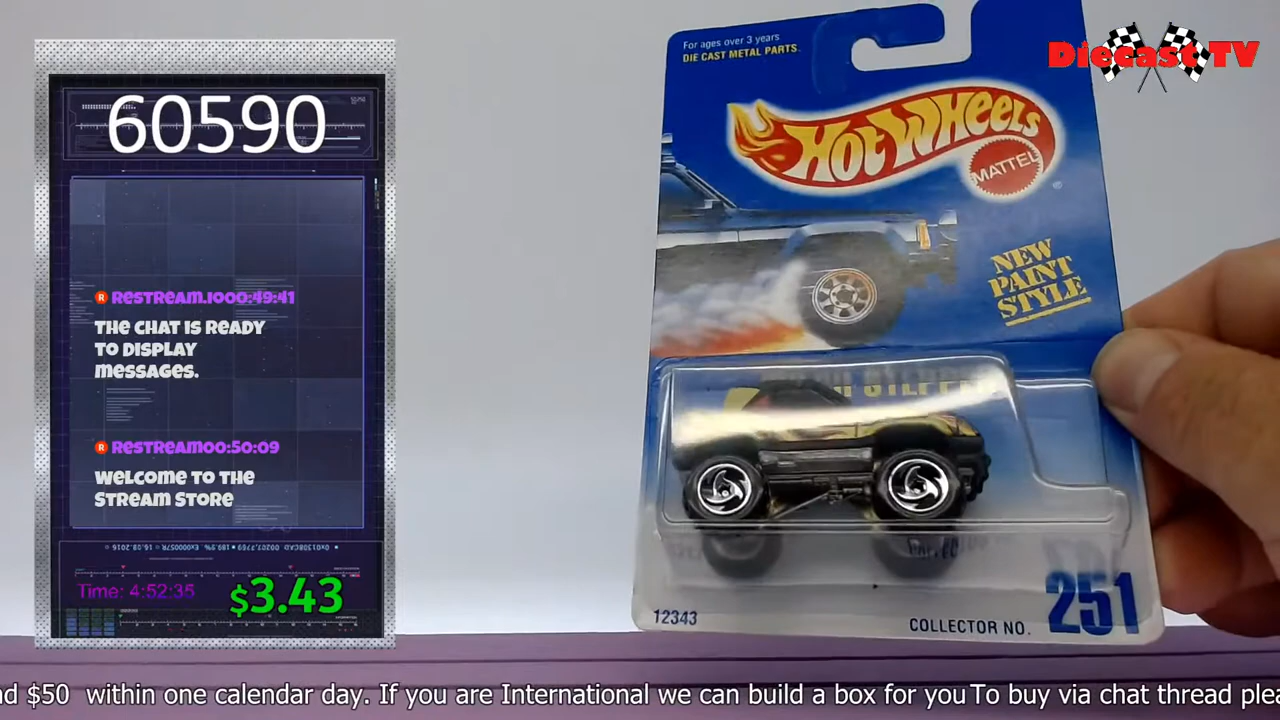 60590
Restream.io00:49:41
The chat is ready
to display
messages.
Restream00:50:09
Welcome to the
Stream Store
Time: 4:52:35
$3.43
Diecast TV
For ages over 3 years
DIE CAST METAL PARTS.
HOT WHEELS
MATTEL
NEW
PAINT
STYLE
12343
COLLECTOR NO. 251
$50 within one calendar day. If you are International we can build a box for you To buy via chat thread